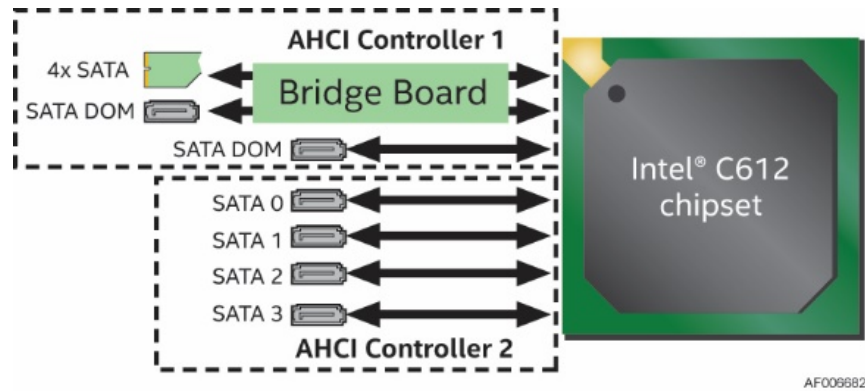 AHCI Controller 1
4x SATA
Bridge Board
SATA DOM
SATA DOM
Intel® C612
chipset
SATA 0
SATA 1
SATA 2
SATA 3
AHCI Controller 2
AF006682